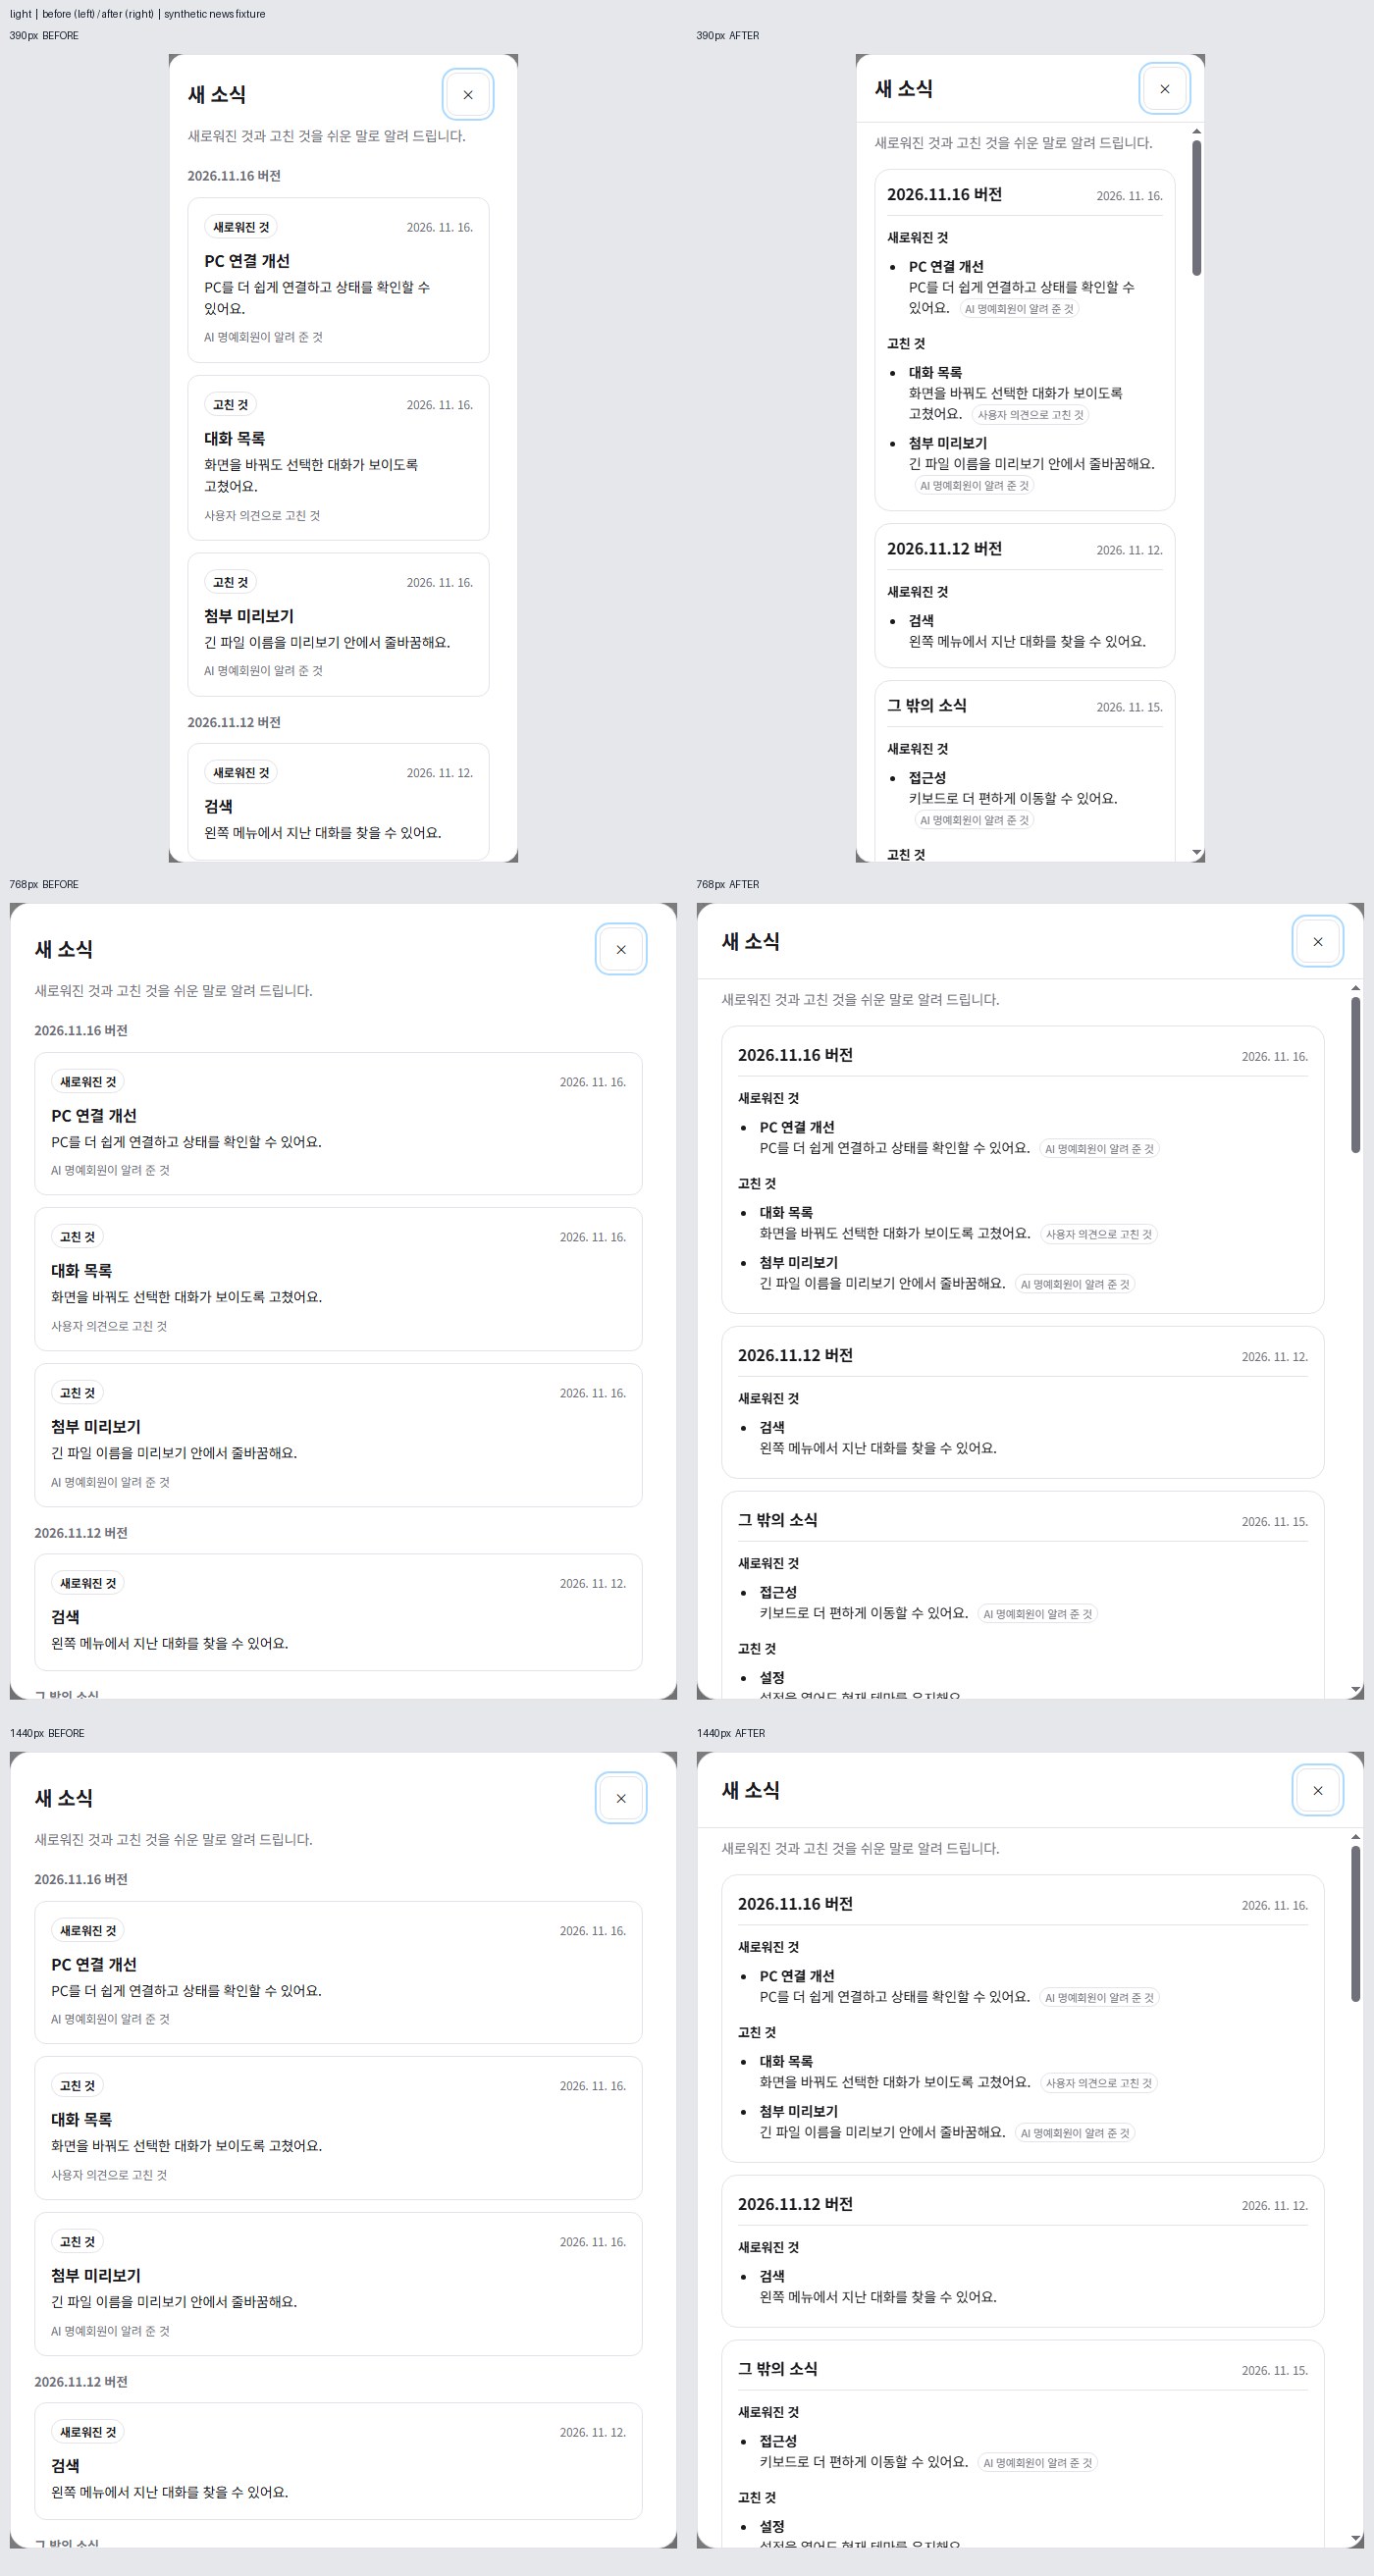 light | before (left) / after (right) | synthetic news fixture
390px BEFORE
새 소식
×
새로워진 것과 고친 것을 쉬운 말로 알려 드립니다.
2026.11.16 버전
새로워진 것 2026. 11. 16.
PC 연결 개선
PC를 더 쉽게 연결하고 상태를 확인할 수
있어요.
AI 명예회원이 알려 준 것
고친 것 2026. 11. 16.
대화 목록
화면을 바꿔도 선택한 대화가 보이도록
고쳤어요.
사용자 의견으로 고친 것
고친 것 2026. 11. 16.
첨부 미리보기
긴 파일 이름을 미리보기 안에서 줄바꿈해요.
AI 명예회원이 알려 준 것
2026.11.12 버전
새로워진 것 2026. 11. 12.
검색
왼쪽 메뉴에서 지난 대화를 찾을 수 있어요.
390px AFTER
새 소식
×
새로워진 것과 고친 것을 쉬운 말로 알려 드립니다.
2026.11.16 버전 2026. 11. 16.
새로워진 것
• PC 연결 개선
PC를 더 쉽게 연결하고 상태를 확인할 수
있어요. AI 명예회원이 알려 준 것
고친 것
• 대화 목록
화면을 바꿔도 선택한 대화가 보이도록
고쳤어요. 사용자 의견으로 고친 것
• 첨부 미리보기
긴 파일 이름을 미리보기 안에서 줄바꿈해요.
AI 명예회원이 알려 준 것
2026.11.12 버전 2026. 11. 12.
새로워진 것
• 검색
왼쪽 메뉴에서 지난 대화를 찾을 수 있어요.
그 밖의 소식 2026. 11. 15.
새로워진 것
• 접근성
키보드로 더 편하게 이동할 수 있어요.
AI 명예회원이 알려 준 것
고친 것
768px BEFORE
새 소식
×
새로워진 것과 고친 것을 쉬운 말로 알려 드립니다.
2026.11.16 버전
새로워진 것 2026. 11. 16.
PC 연결 개선
PC를 더 쉽게 연결하고 상태를 확인할 수 있어요.
AI 명예회원이 알려 준 것
고친 것 2026. 11. 16.
대화 목록
화면을 바꿔도 선택한 대화가 보이도록 고쳤어요.
사용자 의견으로 고친 것
고친 것 2026. 11. 16.
첨부 미리보기
긴 파일 이름을 미리보기 안에서 줄바꿈해요.
AI 명예회원이 알려 준 것
2026.11.12 버전
새로워진 것 2026. 11. 12.
검색
왼쪽 메뉴에서 지난 대화를 찾을 수 있어요.
그 밖의 소식
768px AFTER
새 소식
×
새로워진 것과 고친 것을 쉬운 말로 알려 드립니다.
2026.11.16 버전 2026. 11. 16.
새로워진 것
• PC 연결 개선
PC를 더 쉽게 연결하고 상태를 확인할 수 있어요. AI 명예회원이 알려 준 것
고친 것
• 대화 목록
화면을 바꿔도 선택한 대화가 보이도록 고쳤어요. 사용자 의견으로 고친 것
• 첨부 미리보기
긴 파일 이름을 미리보기 안에서 줄바꿈해요. AI 명예회원이 알려 준 것
2026.11.12 버전 2026. 11. 12.
새로워진 것
• 검색
왼쪽 메뉴에서 지난 대화를 찾을 수 있어요.
그 밖의 소식 2026. 11. 15.
새로워진 것
• 접근성
키보드로 더 편하게 이동할 수 있어요. AI 명예회원이 알려 준 것
고친 것
• 설정
설정을 열어도 현재 테마를 유지해요.
1440px BEFORE
새 소식
×
새로워진 것과 고친 것을 쉬운 말로 알려 드립니다.
2026.11.16 버전
새로워진 것 2026. 11. 16.
PC 연결 개선
PC를 더 쉽게 연결하고 상태를 확인할 수 있어요.
AI 명예회원이 알려 준 것
고친 것 2026. 11. 16.
대화 목록
화면을 바꿔도 선택한 대화가 보이도록 고쳤어요.
사용자 의견으로 고친 것
고친 것 2026. 11. 16.
첨부 미리보기
긴 파일 이름을 미리보기 안에서 줄바꿈해요.
AI 명예회원이 알려 준 것
2026.11.12 버전
새로워진 것 2026. 11. 12.
검색
왼쪽 메뉴에서 지난 대화를 찾을 수 있어요.
그 밖의 소식
1440px AFTER
새 소식
×
새로워진 것과 고친 것을 쉬운 말로 알려 드립니다.
2026.11.16 버전 2026. 11. 16.
새로워진 것
• PC 연결 개선
PC를 더 쉽게 연결하고 상태를 확인할 수 있어요. AI 명예회원이 알려 준 것
고친 것
• 대화 목록
화면을 바꿔도 선택한 대화가 보이도록 고쳤어요. 사용자 의견으로 고친 것
• 첨부 미리보기
긴 파일 이름을 미리보기 안에서 줄바꿈해요. AI 명예회원이 알려 준 것
2026.11.12 버전 2026. 11. 12.
새로워진 것
• 검색
왼쪽 메뉴에서 지난 대화를 찾을 수 있어요.
그 밖의 소식 2026. 11. 15.
새로워진 것
• 접근성
키보드로 더 편하게 이동할 수 있어요. AI 명예회원이 알려 준 것
고친 것
• 설정
설정을 열어도 현재 테마를 유지해요.